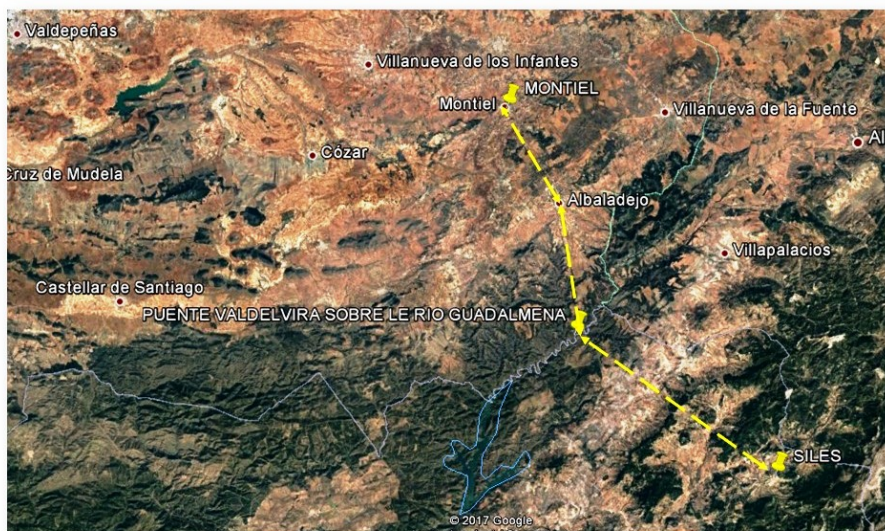 Valdepeñas
Villanueva de los Infantes
MONTIEL
Montiel
Villanueva de la Fuente
Al
Cózar
Cruz de Mudela
Albaladejo
Villapalacios
Castellar de Santiago
PUENTE VALDELVIRA SOBRE LE RIO GUADALMENA
SILES
© 2017 Google